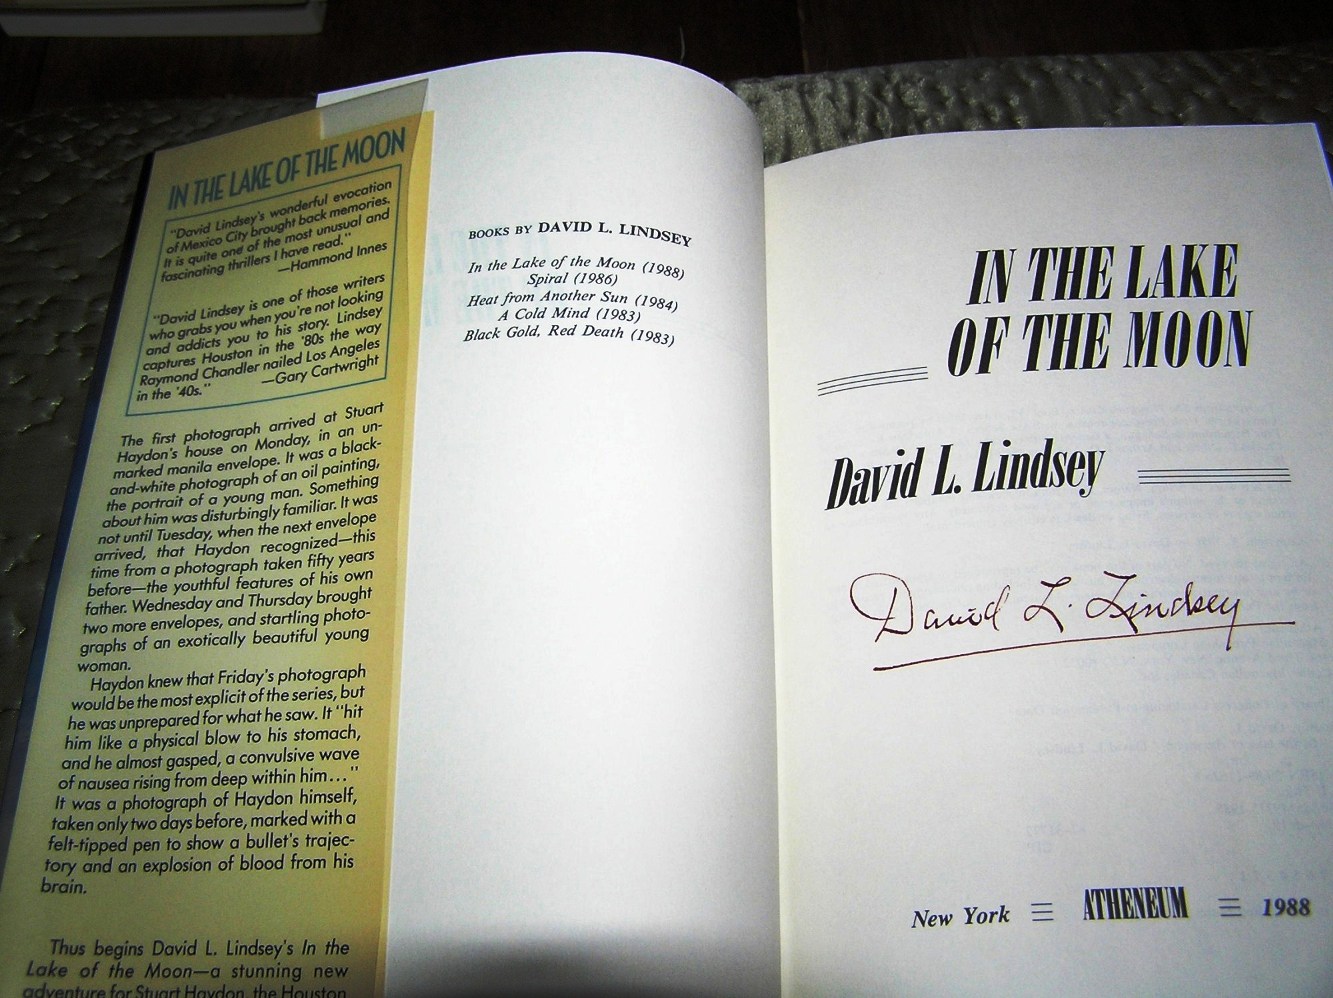 IN THE LAKE OF THE MOON
"David Lindsey's wonderful evocation
of Mexico City brought back memories.
It is quite one of the most unusual and
fascinating thrillers I have read."
—Hammond Innes
"David Lindsey is one of those writers
who grabs you when you're not looking
and addicts you to his story. Lindsey
captures Houston in the '80s the way
Raymond Chandler nailed Los Angeles
in the '40s." —Gary Cartwright
The first photograph arrived at Stuart
Haydon's house on Monday, in an un-
marked manila envelope. It was a black-
and-white photograph of an oil painting,
the portrait of a young man. Something
about him was disturbingly familiar. It was
not until Tuesday, when the next envelope
arrived, that Haydon recognized—this
time from a photograph taken fifty years
before—the youthful features of his own
father. Wednesday and Thursday brought
two more envelopes, and startling photo-
graphs of an exotically beautiful young
woman.
Haydon knew that Friday's photograph
would be the most explicit of the series, but
he was unprepared for what he saw. It "hit
him like a physical blow to his stomach,
and he almost gasped, a convulsive wave
of nausea rising from deep within him..."
It was a photograph of Haydon himself,
taken only two days before, marked with a
felt-tipped pen to show a bullet's trajec-
tory and an explosion of blood from his
brain.
Thus begins David L. Lindsey's In the
Lake of the Moon—a stunning new
adventure for Stuart Haydon, the Houston
BOOKS BY DAVID L. LINDSEY
In the Lake of the Moon (1988)
Spiral (1986)
Heat from Another Sun (1984)
A Cold Mind (1983)
Black Gold, Red Death (1983)
IN THE LAKE
OF THE MOON
David L. Lindsey
David L. Lindsey
New York ATHENEUM 1988